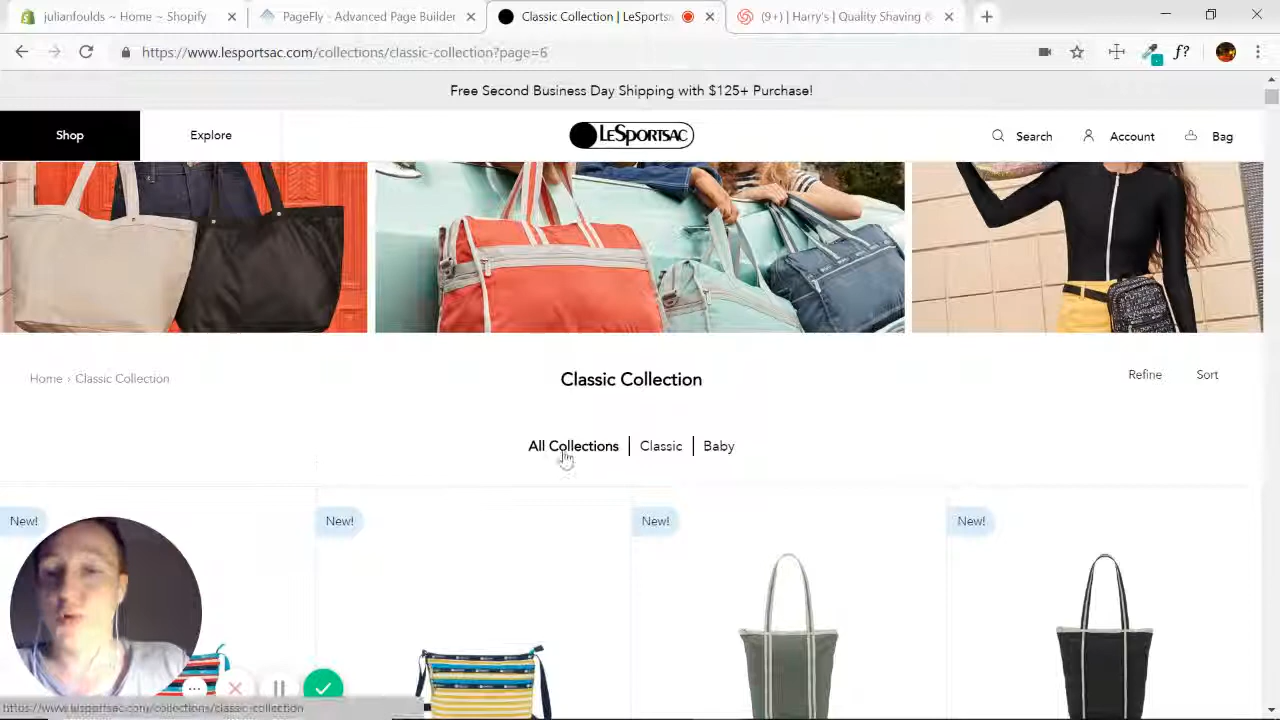 julianfoulds ~ Home ~ Shopify
PageFly - Advanced Page Builder
Classic Collection | LeSports
(9+) | Harry's | Quality Shaving
https://www.lesportsac.com/collections/classic-collection?page=6
f?
Free Second Business Day Shipping with $125+ Purchase!
Shop
Explore
LeSportsac
Search
Account
Bag
Home › Classic Collection
Classic Collection
Refine
Sort
All Collections
Classic
Baby
New!
New!
New!
New!
https://www.lesportsac.com/collections/classic-collection